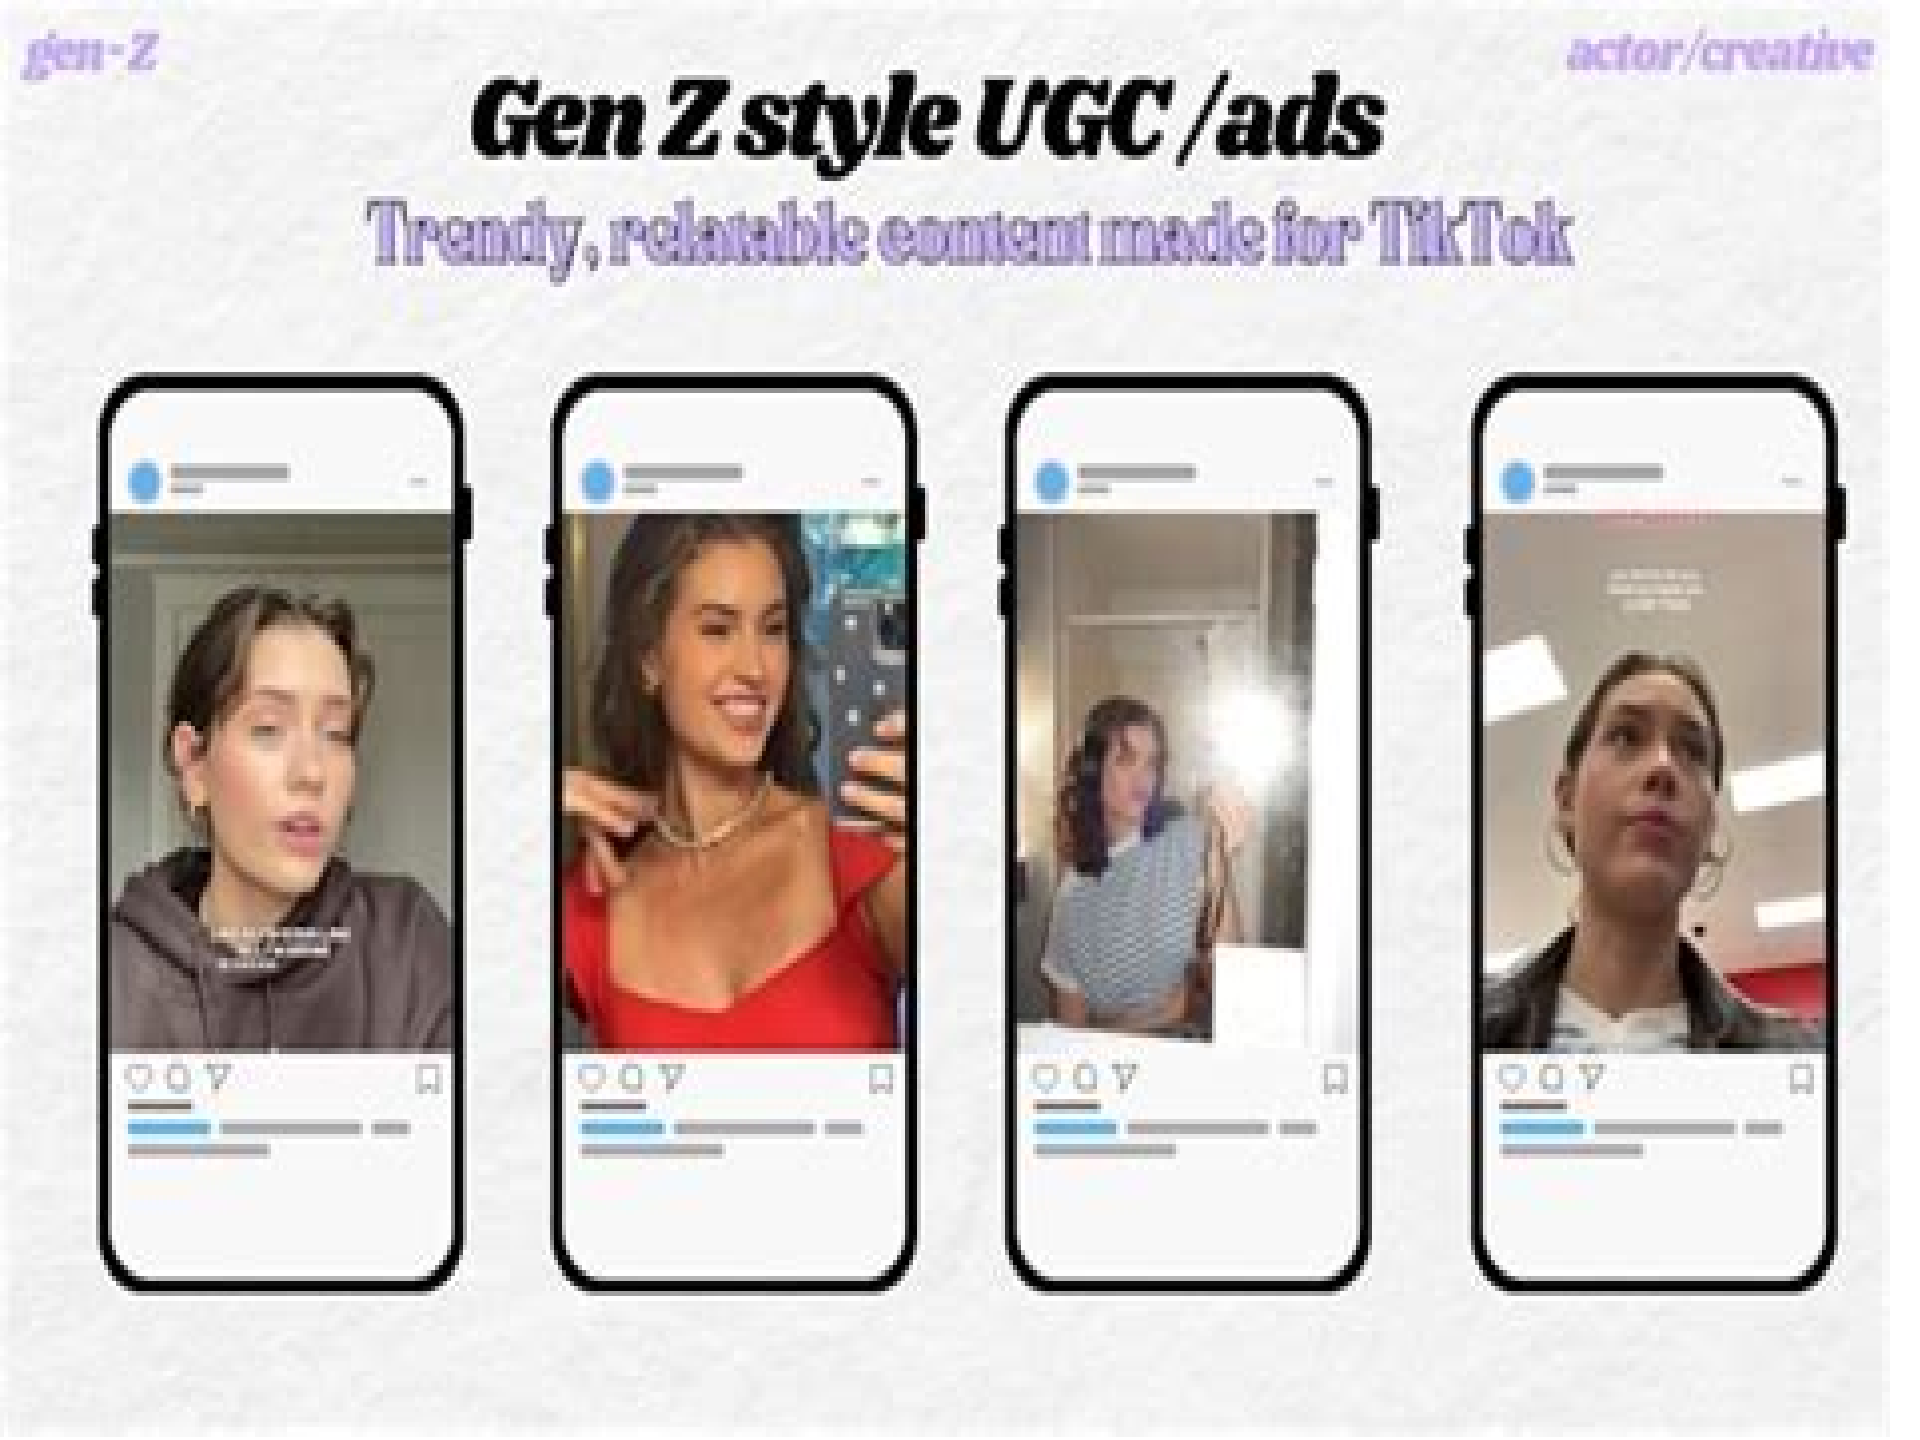 gen-Z
actor/creative
Gen Z style UGC /ads
Trendy, relatable content made for TikTok